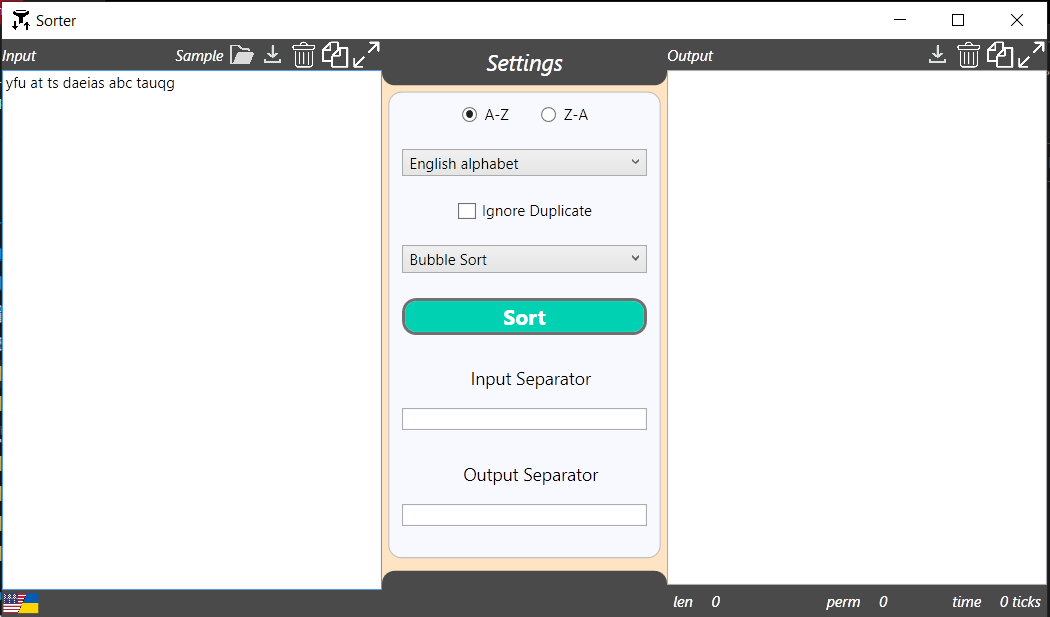 Sorter
Input Sample
Settings
Output
yfu at ts daeias abc tauqg
A-Z Z-A
English alphabet
Ignore Duplicate
Bubble Sort
Sort
Input Separator
Output Separator
len 0 perm 0 time 0 ticks